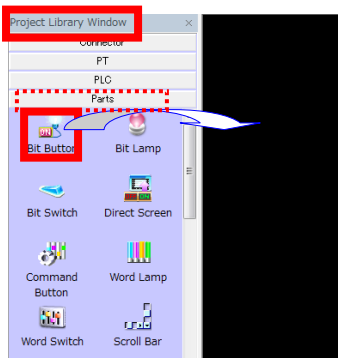 Project Library Window
Connector
PT
PLC
Parts
ON
Bit Button
Bit Lamp
Bit Switch
Direct Screen
Command
Button
Word Lamp
Word Switch
Scroll Bar